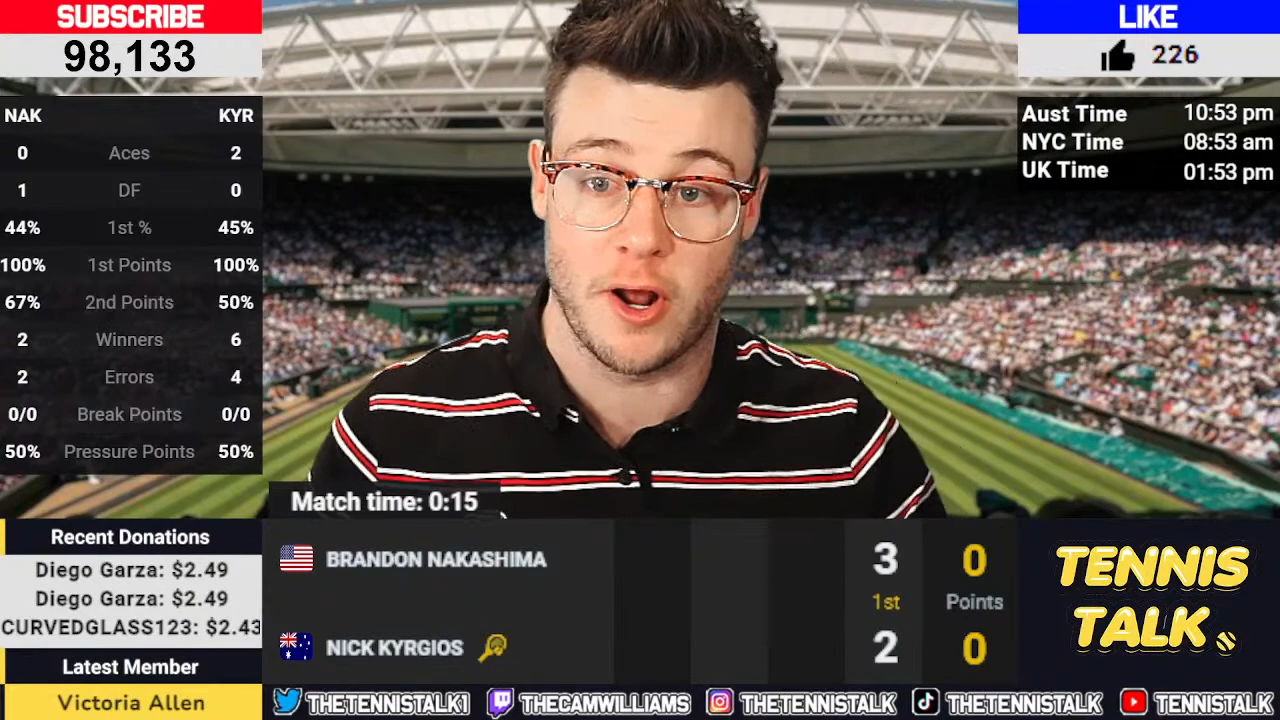 SUBSCRIBE
98,133
LIKE
226
NAK KYR
0 Aces 2
1 DF 0
44% 1st % 45%
100% 1st Points 100%
67% 2nd Points 50%
2 Winners 6
2 Errors 4
0/0 Break Points 0/0
50% Pressure Points 50%
Aust Time 10:53 pm
NYC Time 08:53 am
UK Time 01:53 pm
Match time: 0:15
BRANDON NAKASHIMA 3 0
1st Points
NICK KYRGIOS 2 0
Recent Donations
Diego Garza: $2.49
Diego Garza: $2.49
CURVEDGLASS123: $2.43
Latest Member
Victoria Allen
TENNIS
TALK
THETENNISTALK1 THECAMWILLIAMS THETENNISTALK THETENNISTALK TENNISTALK